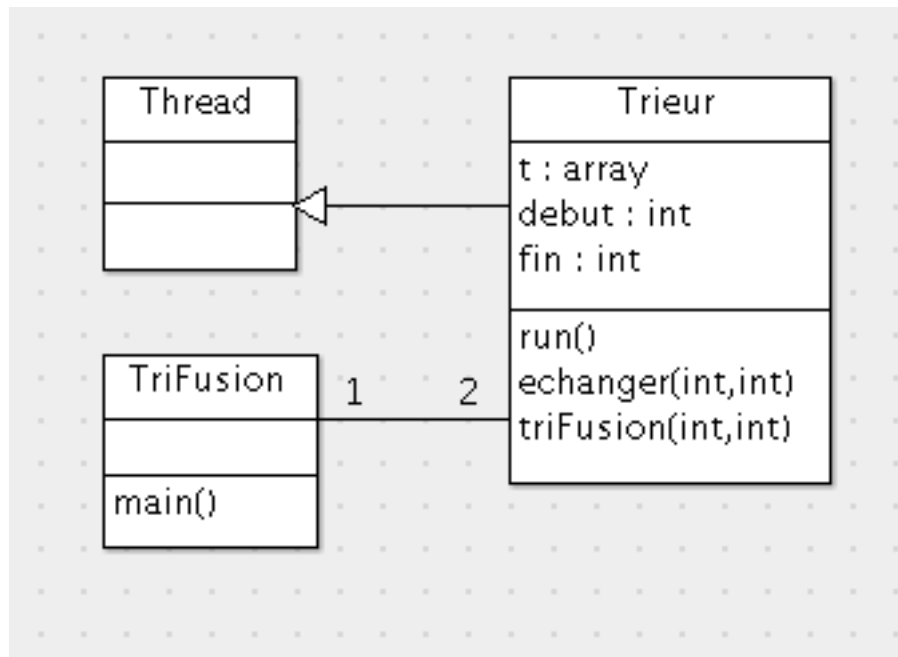 Thread
Trieur
t : array
debut : int
fin : int
run()
echanger(int,int)
triFusion(int,int)
TriFusion
main()
1
2